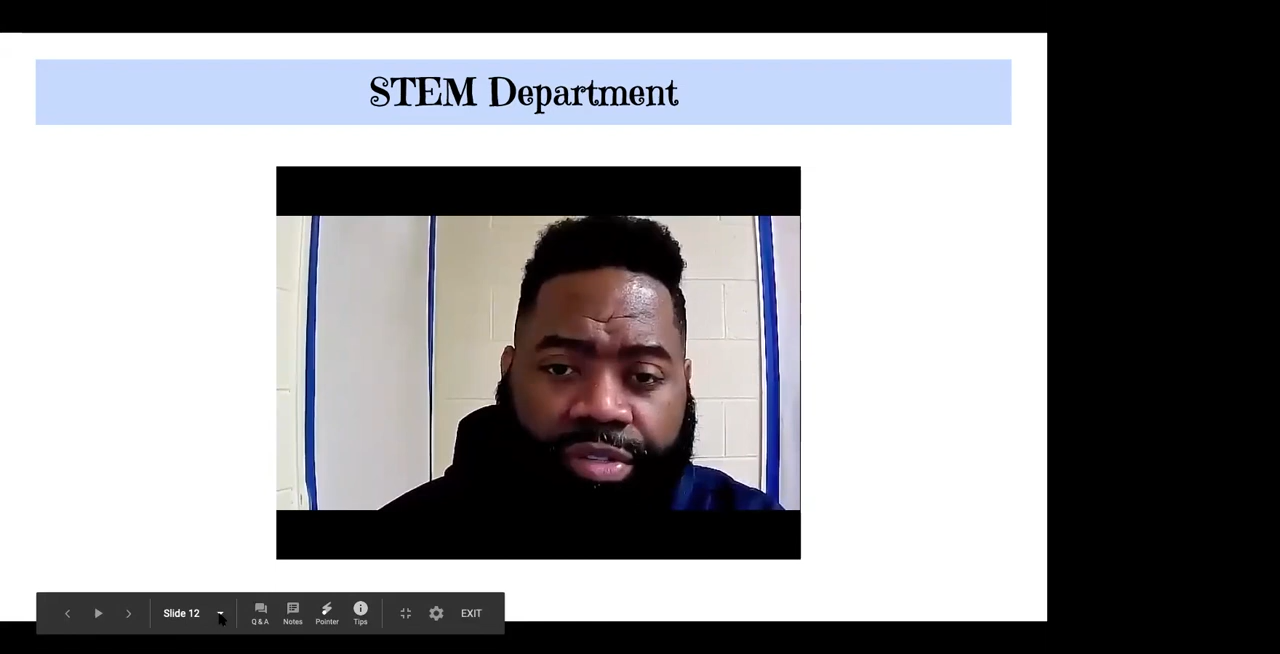 STEM Department
Slide 12
Q & A
Notes
Pointer
Tips
EXIT